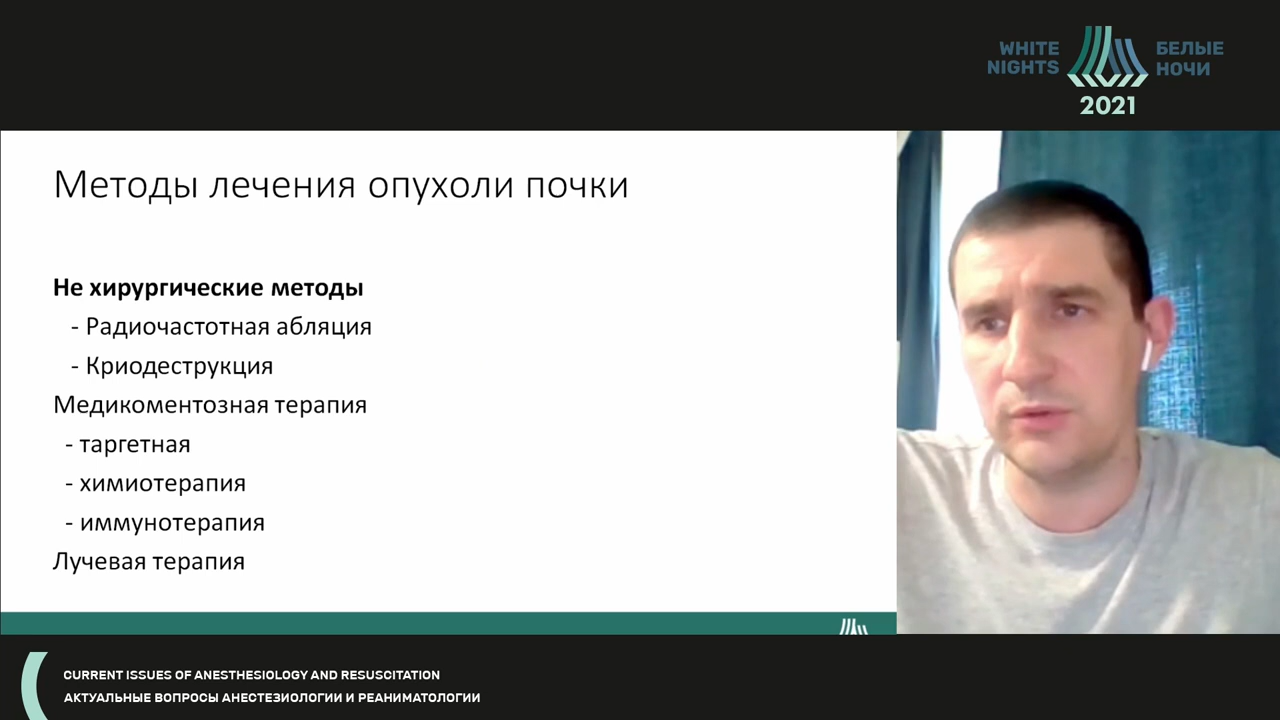 WHITE NIGHTS
БЕЛЫЕ НОЧИ
2021
Методы лечения опухоли почки
Не хирургические методы
- Радиочастотная абляция
- Криодеструкция
Медикоментозная терапия
- таргетная
- химиотерапия
- иммунотерапия
Лучевая терапия
CURRENT ISSUES OF ANESTHESIOLOGY AND RESUSCITATION
АКТУАЛЬНЫЕ ВОПРОСЫ АНЕСТЕЗИОЛОГИИ И РЕАНИМАТОЛОГИИ